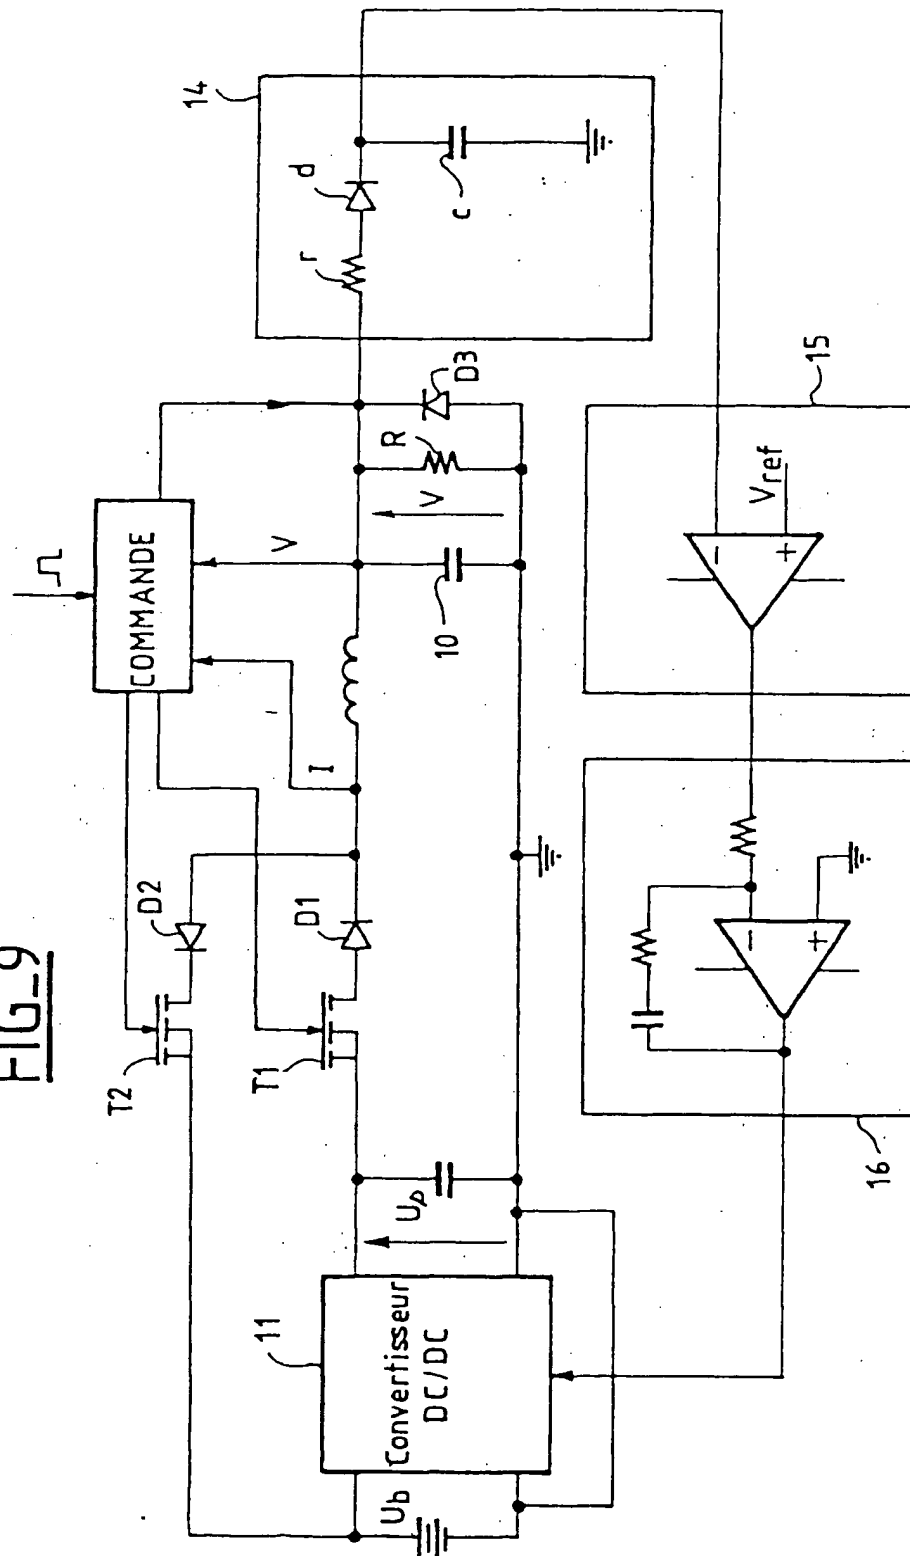 FIG_9
T2
D2
T1
D1
COMMANDE
I
V
V
10
R
D3
14
r
d
c
11
Convertisseur
DC/DC
Ub
Up
16
-
+
15
-
+
Vref